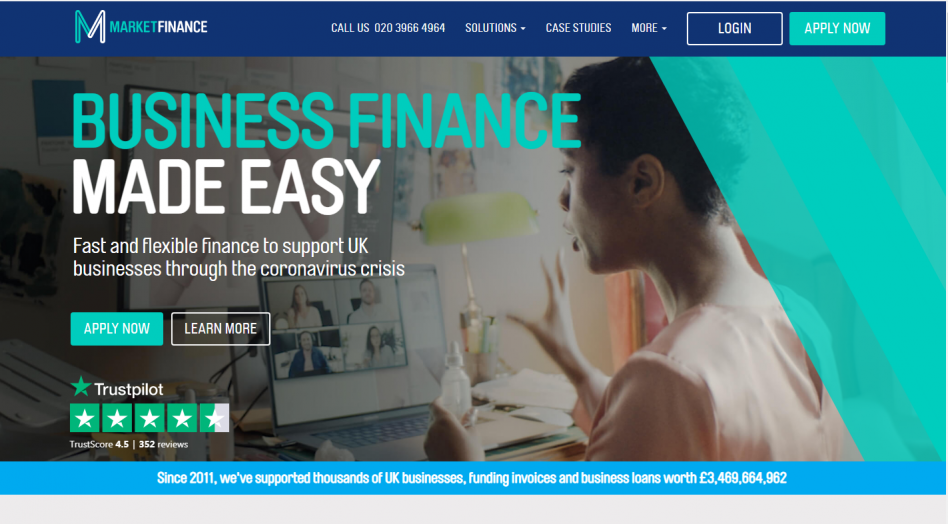 MARKETFINANCE
CALL US 020 3966 4964
SOLUTIONS
CASE STUDIES
MORE
LOGIN
APPLY NOW
BUSINESS FINANCE
MADE EASY
Fast and flexible finance to support UK
businesses through the coronavirus crisis
APPLY NOW
LEARN MORE
Trustpilot
TrustScore 4.5 | 352 reviews
Since 2011, we've supported thousands of UK businesses, funding invoices and business loans worth £3,469,664,962